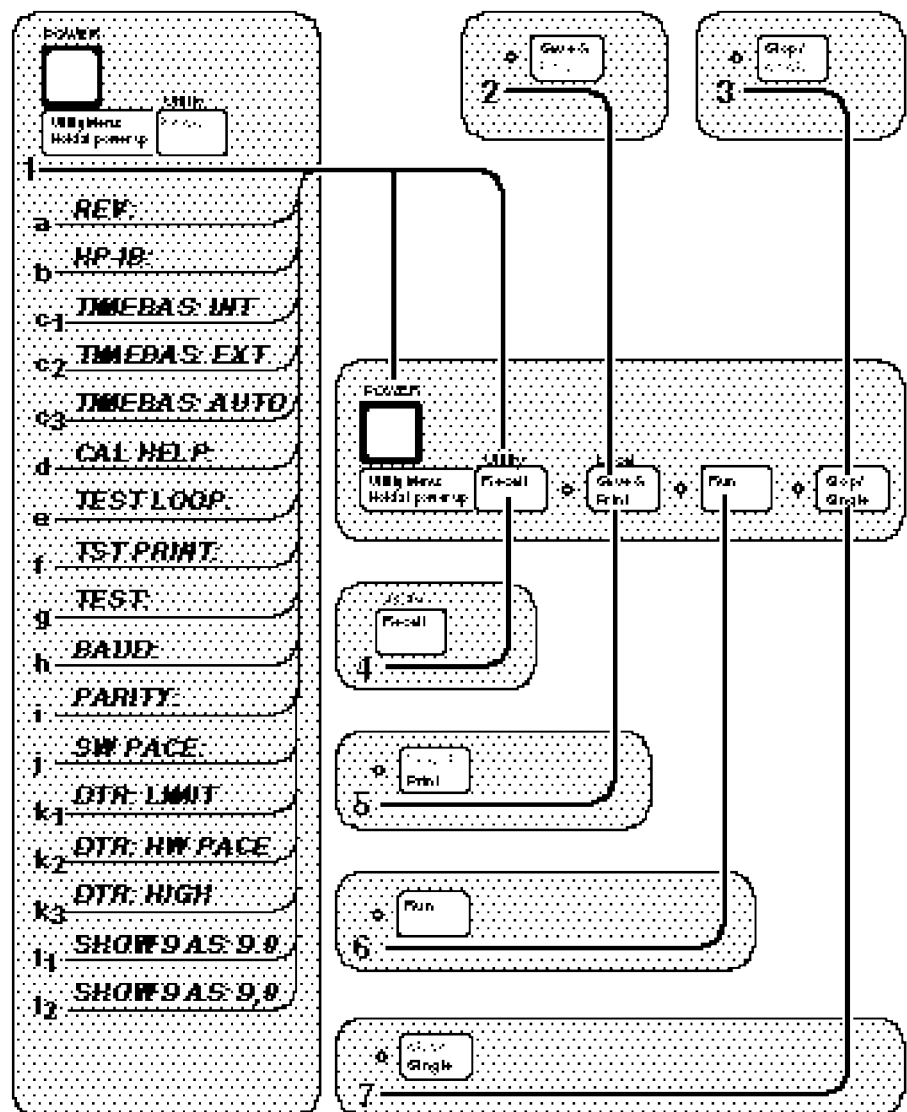 POWER
Save &
Stop/
2
3
Utility
Utility Menu
Hold at power up
1
a REV:
b HP-IB:
c1 TIMEBAS: INT
c2 TIMEBAS: EXT
c3 TIMEBAS: AUTO
d CAL HELP:
e TEST LOOP:
f TST PRINT:
g TEST:
h BAUD:
i PARITY:
j SW PACE:
k1 DTR: LIMIT
k2 DTR: HW PACE
k3 DTR: HIGH
l1 SHOW 9 AS: 9.0
l2 SHOW 9 AS: 9,0
POWER
Utility
Utility Menu
Hold at power up
Recall
Save &
Print
Run
Stop/
Single
Recall
4
Print
5
Run
6
Single
7